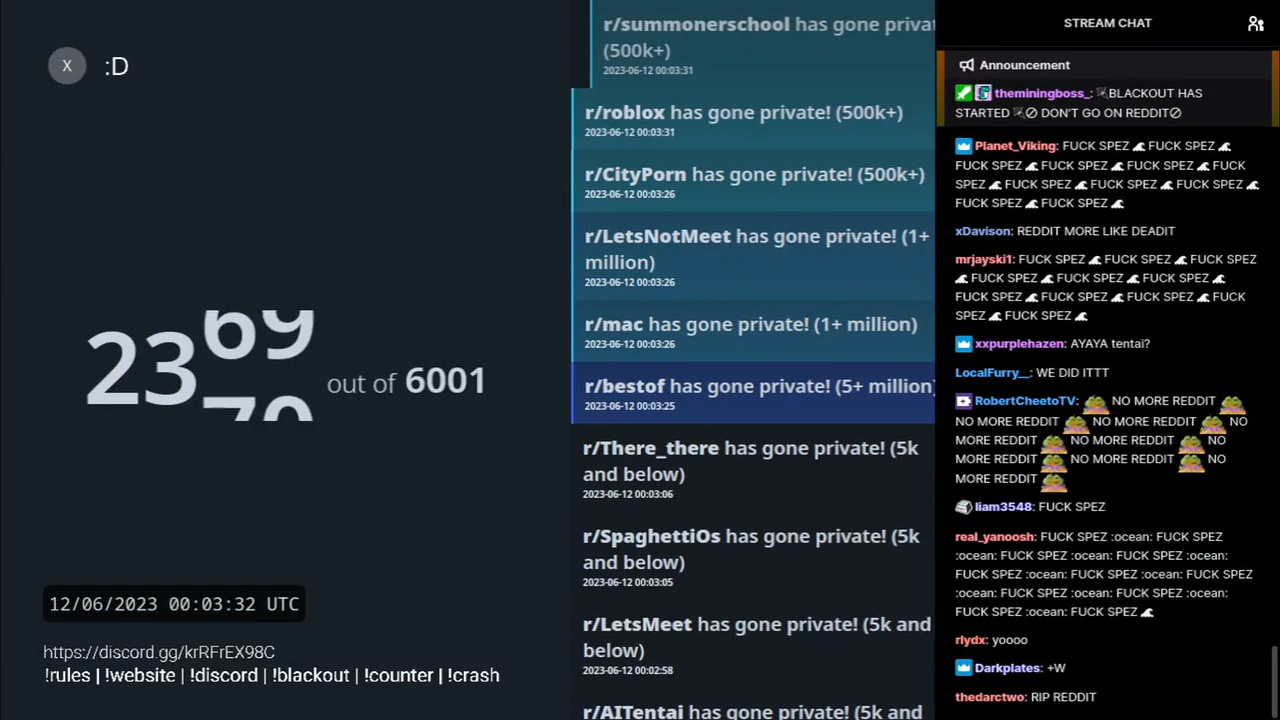 X :D
2369
70
out of 6001
12/06/2023 00:03:32 UTC
https://discord.gg/krRFrEX98C
!rules | !website | !discord | !blackout | !counter | !crash
r/summonerschool has gone privat
(500k+)
2023-06-12 00:03:31
r/roblox has gone private! (500k+)
2023-06-12 00:03:31
r/CityPorn has gone private! (500k+)
2023-06-12 00:03:26
r/LetsNotMeet has gone private! (1+
million)
2023-06-12 00:03:26
r/mac has gone private! (1+ million)
2023-06-12 00:03:26
r/bestof has gone private! (5+ million)
2023-06-12 00:03:25
r/There_there has gone private! (5k
and below)
2023-06-12 00:03:06
r/SpaghettiOs has gone private! (5k
and below)
2023-06-12 00:03:05
r/LetsMeet has gone private! (5k and
below)
2023-06-12 00:02:58
r/AITentai has gone private! (5k and
STREAM CHAT
Announcement
theminingboss_: BLACKOUT HAS
STARTED DON'T GO ON REDDIT
Planet_Viking: FUCK SPEZ FUCK SPEZ
FUCK SPEZ FUCK SPEZ FUCK SPEZ FUCK
SPEZ FUCK SPEZ FUCK SPEZ FUCK SPEZ
FUCK SPEZ FUCK SPEZ
xDavison: REDDIT MORE LIKE DEADIT
mrjayski1: FUCK SPEZ FUCK SPEZ FUCK SPEZ
FUCK SPEZ FUCK SPEZ FUCK SPEZ
FUCK SPEZ FUCK SPEZ FUCK SPEZ FUCK
SPEZ FUCK SPEZ
xxpurplehazen: AYAYA tentai?
LocalFurry__: WE DID ITTT
RobertCheetoTV: NO MORE REDDIT
NO MORE REDDIT NO MORE REDDIT NO
MORE REDDIT NO MORE REDDIT NO
MORE REDDIT NO MORE REDDIT NO
MORE REDDIT
liam3548: FUCK SPEZ
real_yanoosh: FUCK SPEZ :ocean: FUCK SPEZ
:ocean: FUCK SPEZ :ocean: FUCK SPEZ :ocean:
FUCK SPEZ :ocean: FUCK SPEZ :ocean: FUCK SPEZ
:ocean: FUCK SPEZ :ocean: FUCK SPEZ :ocean:
FUCK SPEZ :ocean: FUCK SPEZ
rlydx: yoooo
Darkplates: +W
thedarctwo: RIP REDDIT